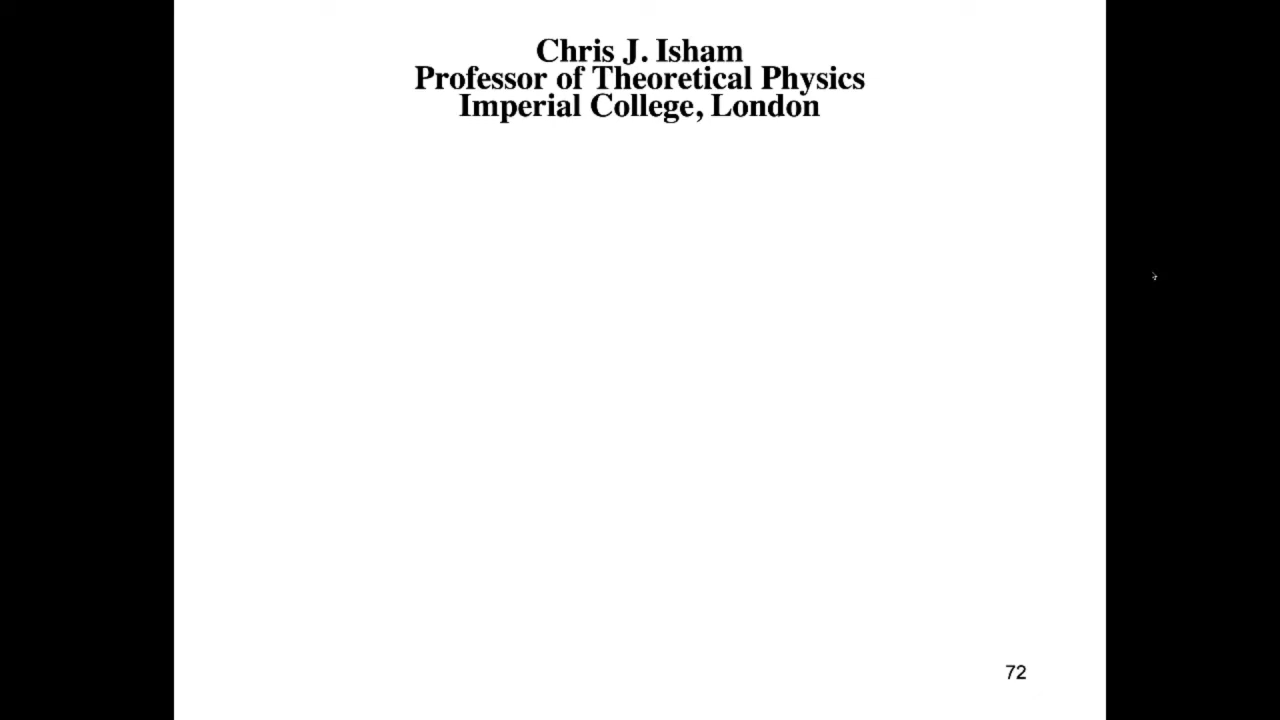 Chris J. Isham
Professor of Theoretical Physics
Imperial College, London
72